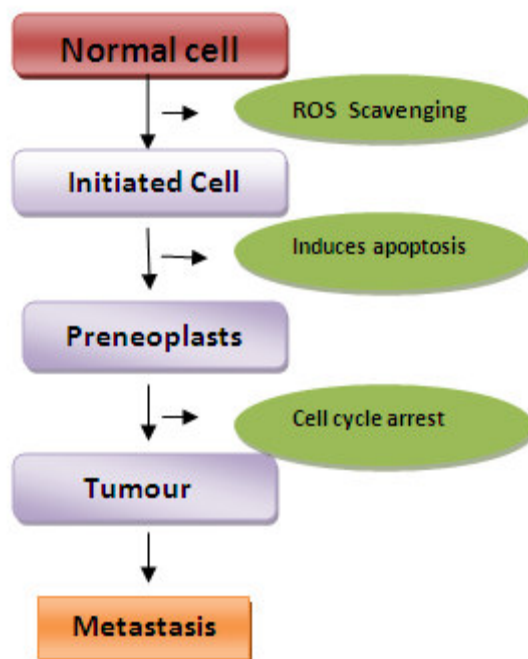 Normal cell
ROS Scavenging
Initiated Cell
Induces apoptosis
Preneoplasts
Cell cycle arrest
Tumour
Metastasis